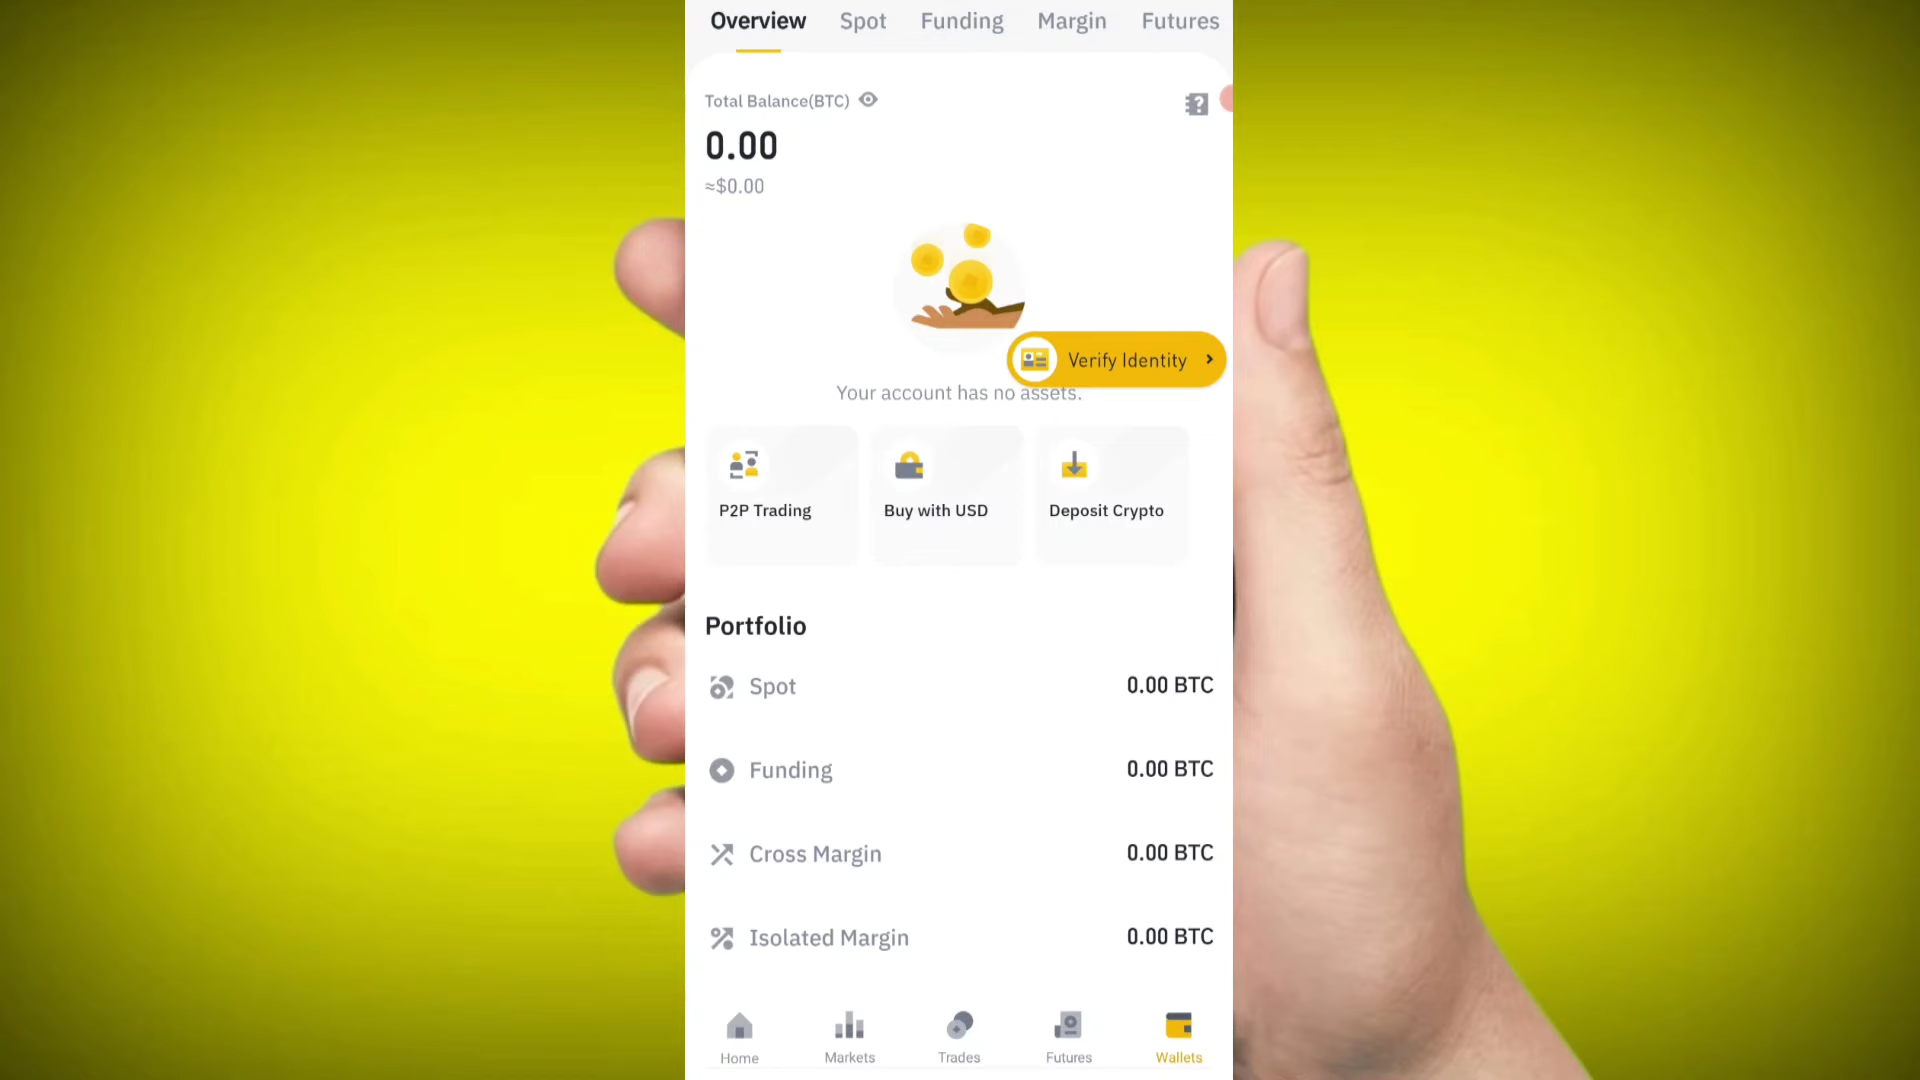 Overview Spot Funding Margin Futures
Total Balance(BTC)
0.00
≈$0.00
Verify Identity
Your account has no assets.
P2P Trading Buy with USD Deposit Crypto
Portfolio
Spot 0.00 BTC
Funding 0.00 BTC
Cross Margin 0.00 BTC
Isolated Margin 0.00 BTC
Home Markets Trades Futures Wallets